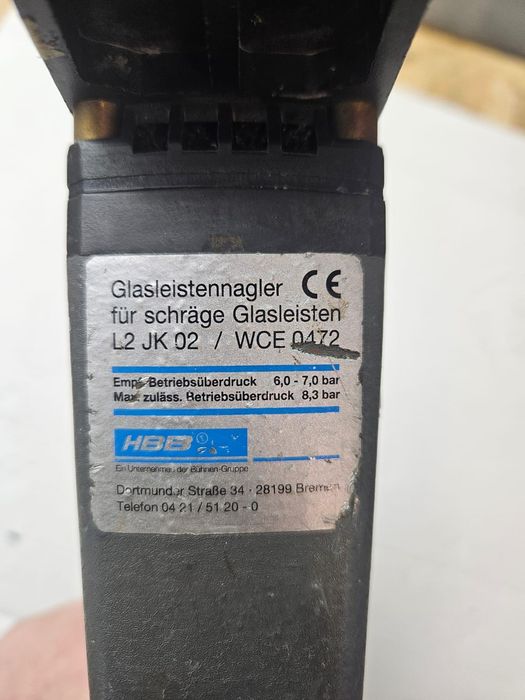 Glasleistennagler CE
für schräge Glasleisten
L2 JK 02 / WCE 0472
Empf. Betriebsüberdruck 6,0 - 7,0 bar
Max. zuläss. Betriebsüberdruck 8,3 bar
HBB
Ein Unternehmen der Bühnen-Gruppe
Dortmunder Straße 34 · 28199 Bremen
Telefon 04 21 / 51 20 - 0